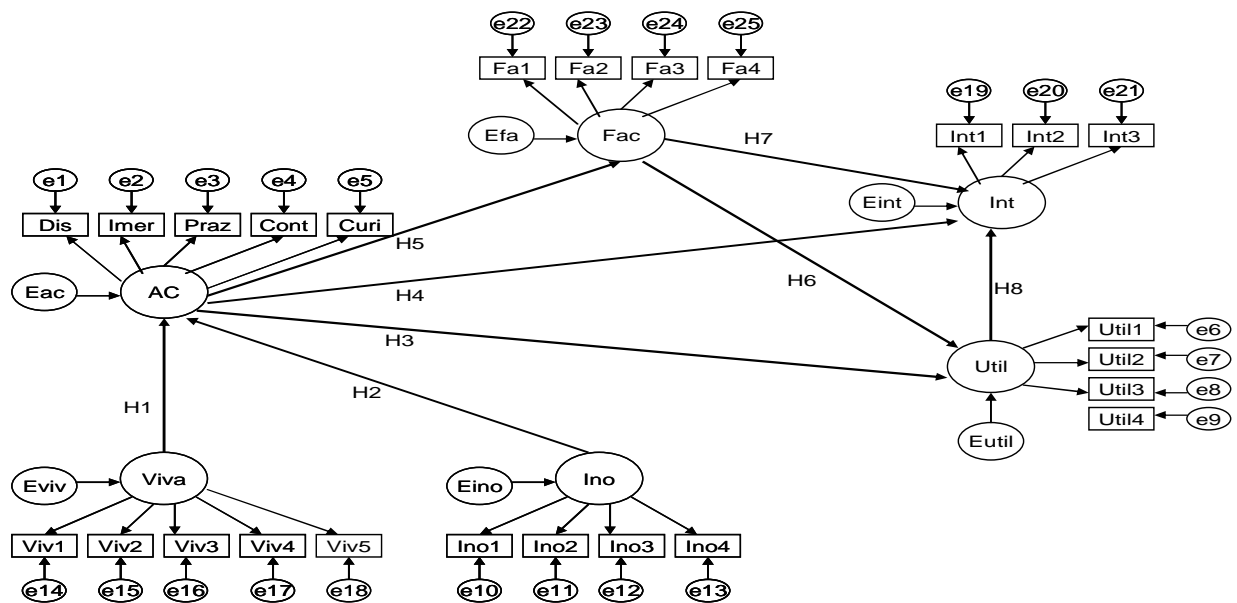 e22 e23 e24 e25
Fa1 Fa2 Fa3 Fa4
e19 e20 e21
Efa Fac H7 Int1 Int2 Int3
e1 e2 e3 e4 e5
Eint Int
Dis Imer Praz Cont Curi
H5
H6
Eac AC H4 H8
H3
Util1 e6
Util Util2 e7
Util3 e8
H1 H2 Util4 e9
Eutil
Eviv Viva Eino Ino
Viv1 Viv2 Viv3 Viv4 Viv5 Ino1 Ino2 Ino3 Ino4
e14 e15 e16 e17 e18 e10 e11 e12 e13